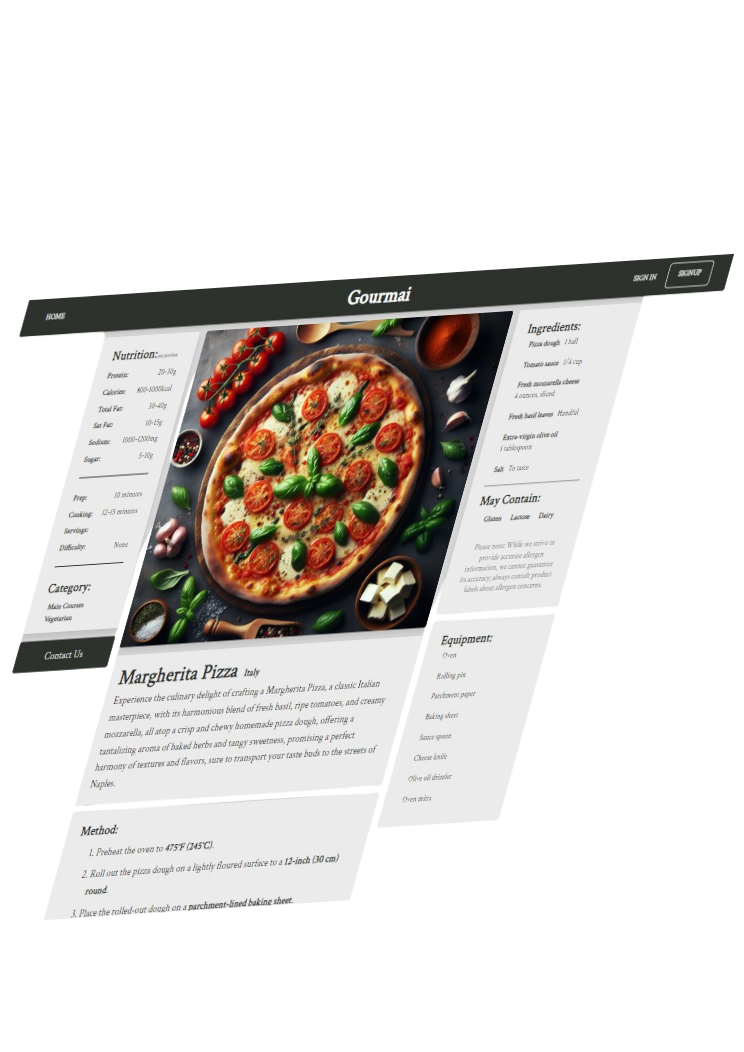 HOME
Gourmai
SIGN IN
SIGNUP
Nutrition: per portion
Protein: 20-30g
Calories: 800-1000kcal
Total Fat: 30-40g
Sat Fat: 10-15g
Sodium: 1000-1200mg
Sugar: 5-10g
Prep: 10 minutes
Cooking: 12-15 minutes
Servings:
Difficulty: None
Category:
Main Courses
Vegetarian
Contact Us
Margherita Pizza Italy
Experience the culinary delight of crafting a Margherita Pizza, a classic Italian
masterpiece, with its harmonious blend of fresh basil, ripe tomatoes, and creamy
mozzarella, all atop a crisp and chewy homemade pizza dough, offering a
tantalizing aroma of baked herbs and tangy sweetness, promising a perfect
harmony of textures and flavors, sure to transport your taste buds to the streets of
Naples.
Method:
1. Preheat the oven to 475°F (245°C).
2. Roll out the pizza dough on a lightly floured surface to a 12-inch (30 cm)
round.
3. Place the rolled-out dough on a parchment-lined baking sheet.
Ingredients:
Pizza dough 1 ball
Tomato sauce 1/4 cup
Fresh mozzarella cheese
4 ounces, sliced
Fresh basil leaves Handful
Extra-virgin olive oil
1 tablespoon
Salt To taste
May Contain:
Gluten Lactose Dairy
Please note: While we strive to
provide accurate allergen
information, we cannot guarantee
its accuracy; always consult product
labels about allergen concerns.
Equipment:
Oven
Rolling pin
Parchment paper
Baking sheet
Sauce spoon
Cheese knife
Olive oil drizzler
Oven mitts